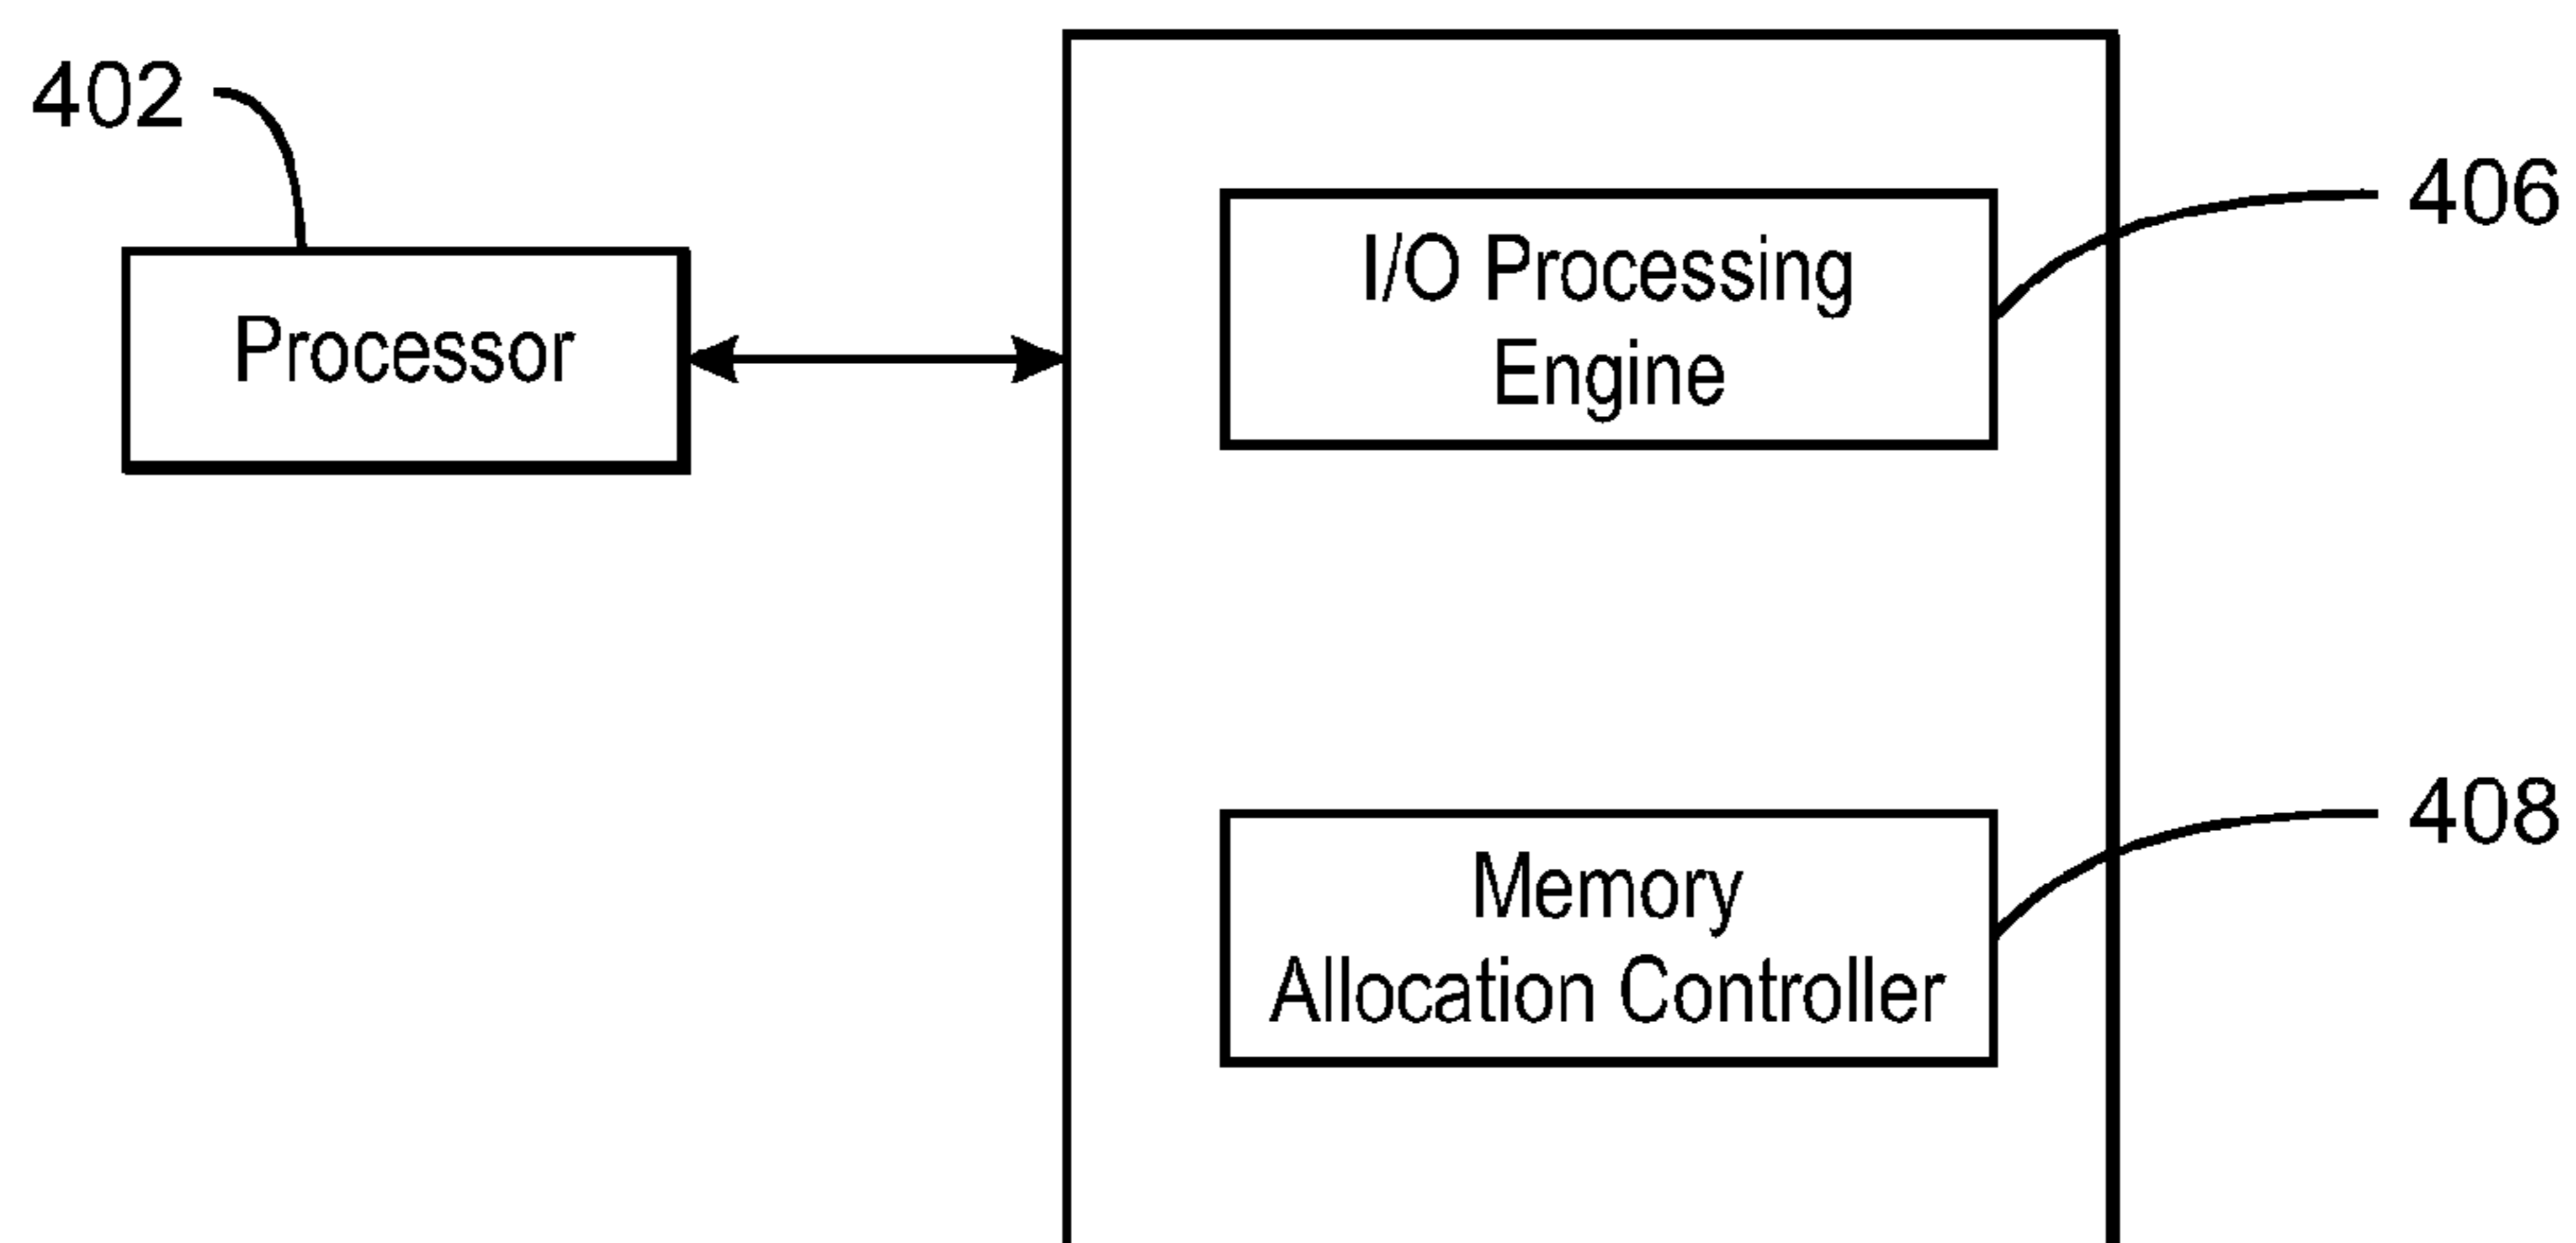 402
Processor
I/O Processing
Engine
406
Memory
Allocation Controller
408